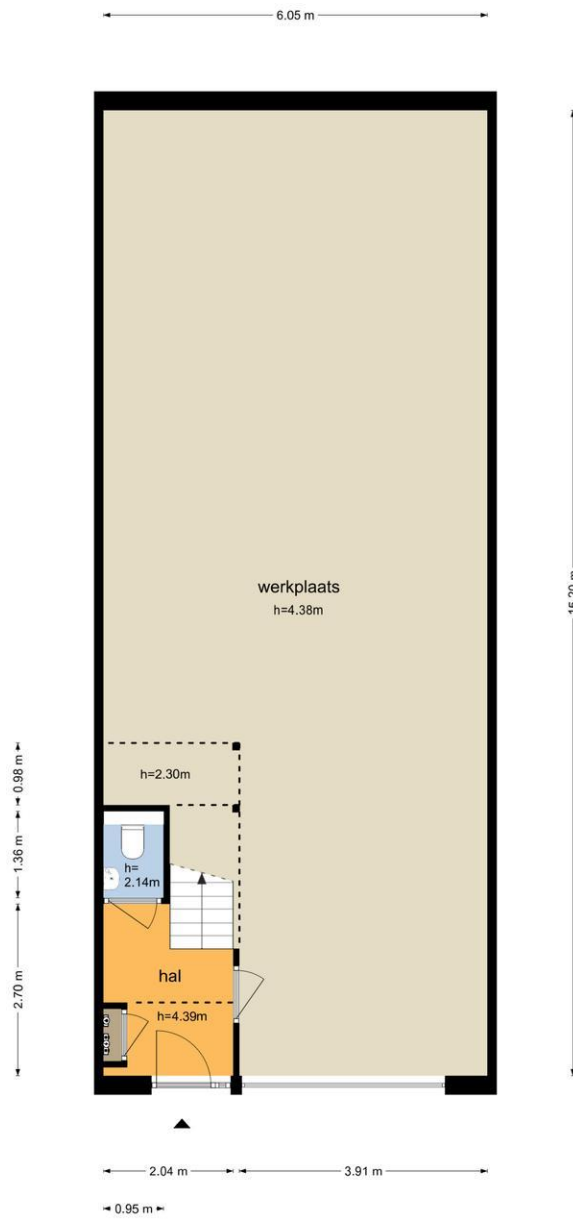 6.05 m
werkplaats
h=4.38m
0.98 m
h=2.30m
1.36 m
h=
2.14m
2.70 m
hal
h=4.39m
2.04 m
3.91 m
0.95 m